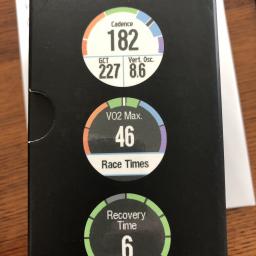 Cadence
182
GCT Vert. Osc.
227 8.6
VO2 Max.
46
Race Times
Recovery
Time
6